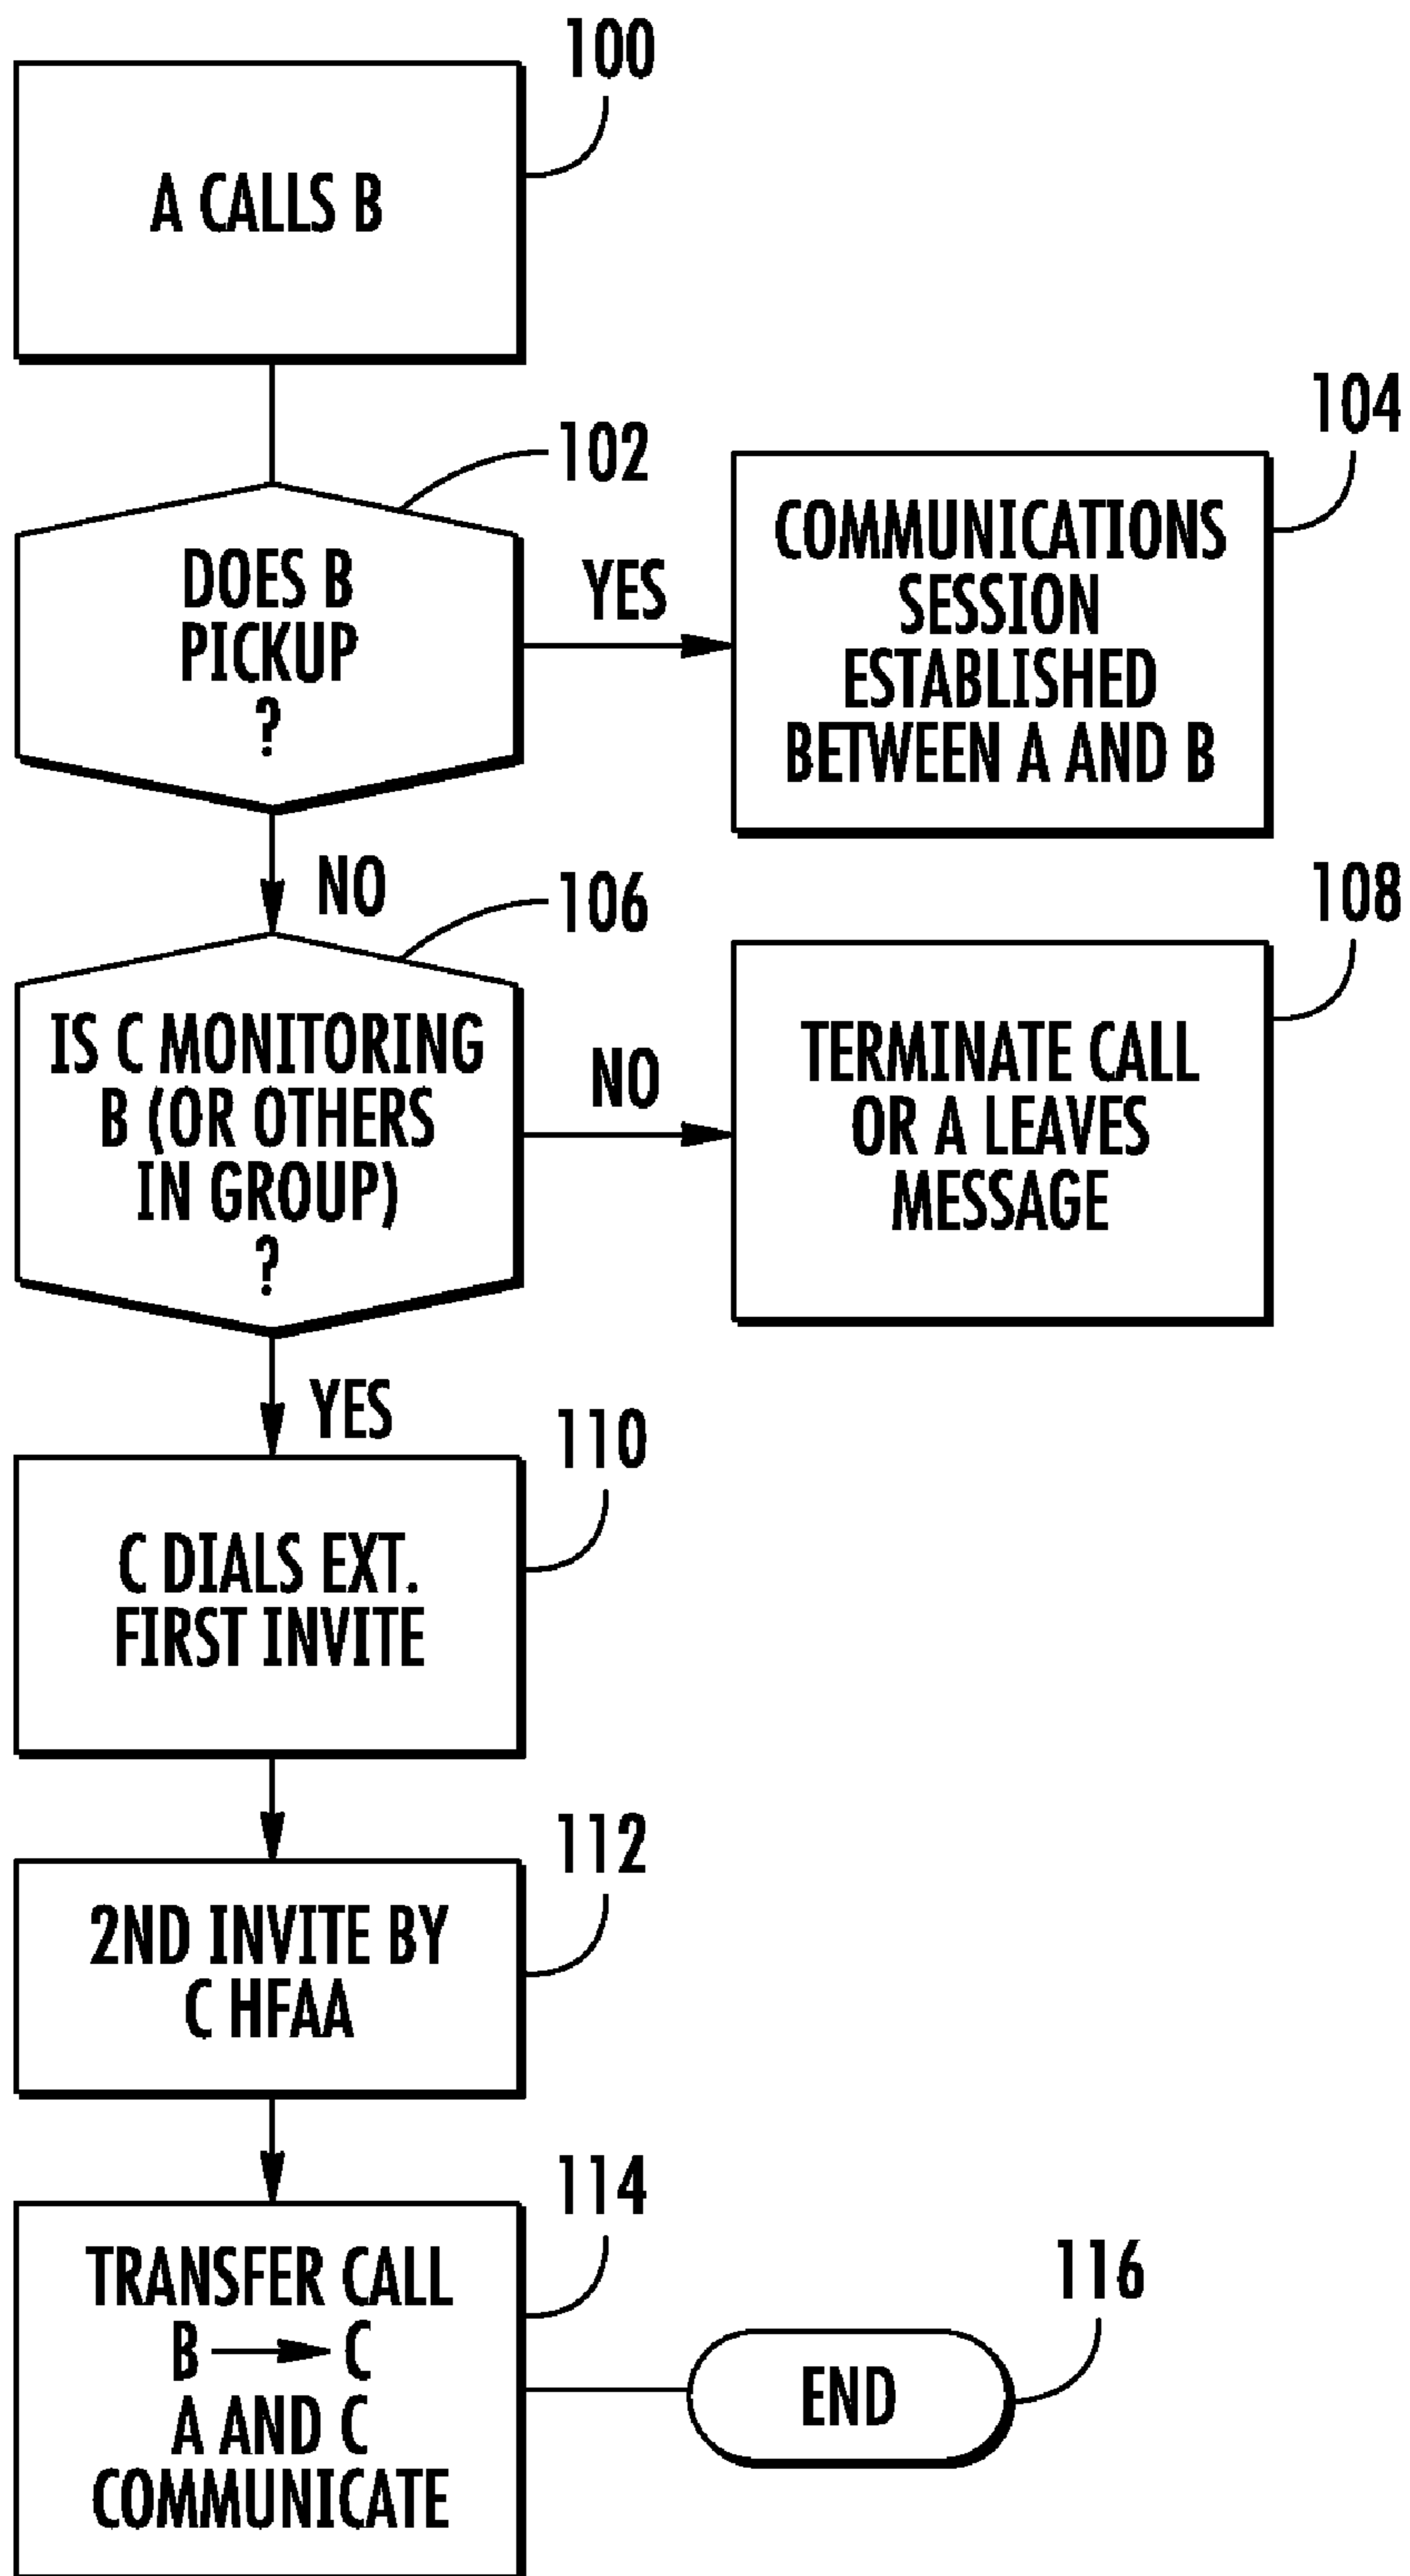 100
A CALLS B
102
DOES B
PICKUP
?
YES
104
COMMUNICATIONS
SESSION
ESTABLISHED
BETWEEN A AND B
NO
106
IS C MONITORING
B (OR OTHERS
IN GROUP)
?
NO
108
TERMINATE CALL
OR A LEAVES
MESSAGE
YES
110
C DIALS EXT.
FIRST INVITE
112
2ND INVITE BY
C HFAA
114
TRANSFER CALL
B → C
A AND C
COMMUNICATE
116
END